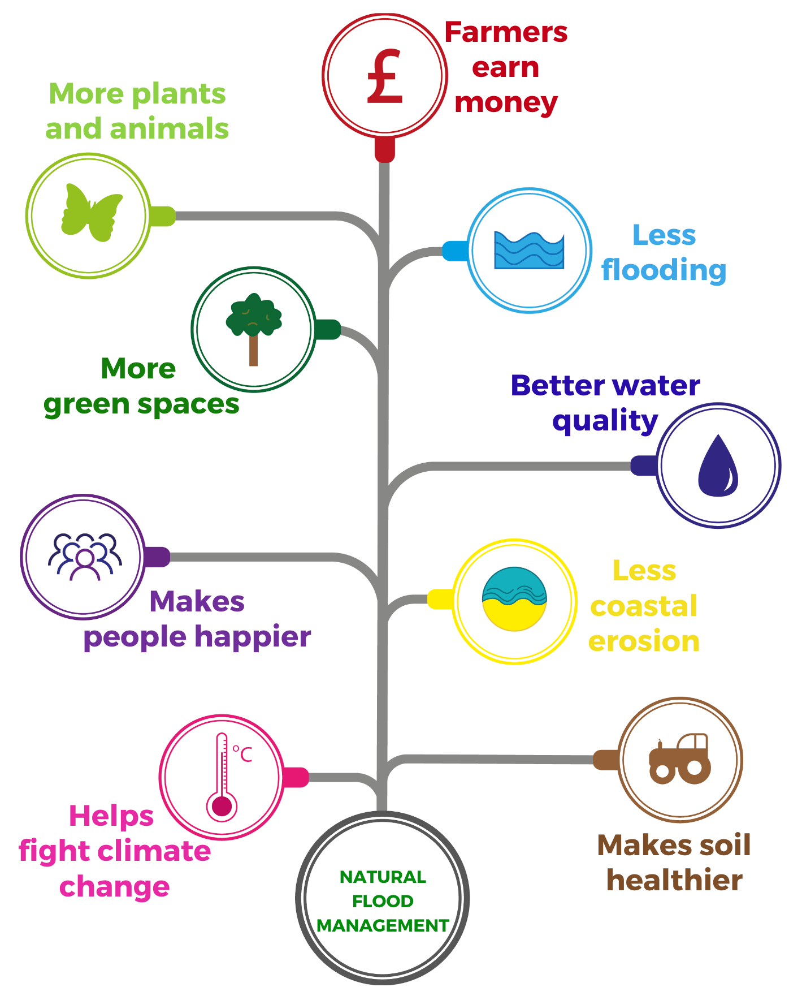 £
Farmers
earn
money
More plants
and animals
Less
flooding
More
green spaces
Better water
quality
Makes
people happier
Less
coastal
erosion
°C
Helps
fight climate
change
Makes soil
healthier
NATURAL
FLOOD
MANAGEMENT